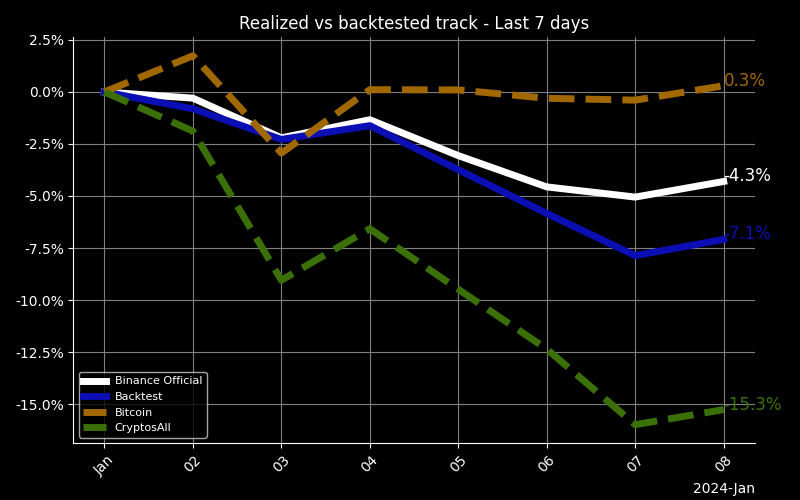 Realized vs backtested track - Last 7 days
2.5%
0.0%
-2.5%
-5.0%
-7.5%
-10.0%
-12.5%
-15.0%
0.3%
-4.3%
-7.1%
-15.3%
Binance Official
Backtest
Bitcoin
CryptosAll
Jan
02
03
04
05
06
07
08
2024-Jan